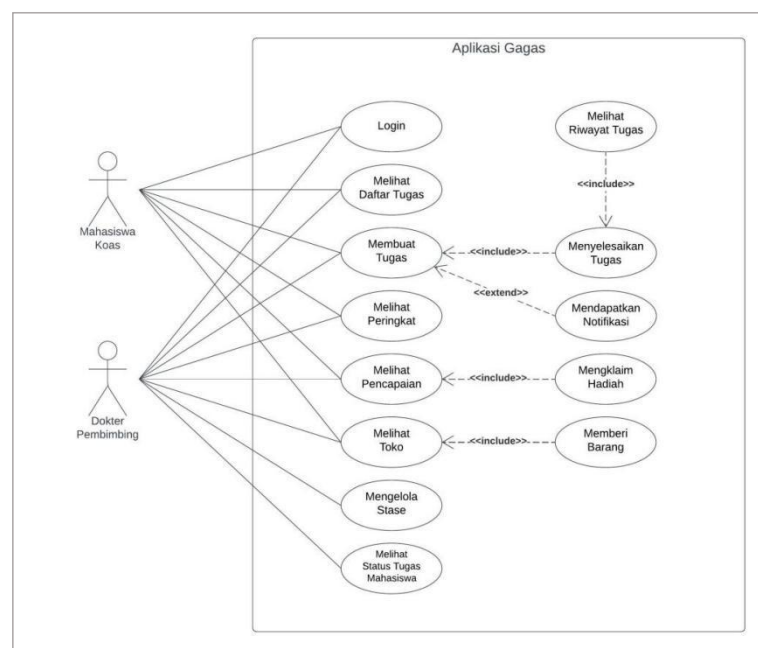 Aplikasi Gagas
Login
Melihat
Riwayat Tugas
<<include>>
Melihat
Daftar Tugas
Mahasiswa
Koas
Membuat
Tugas
<<include>>
Menyelesaikan
Tugas
<<extend>>
Melihat
Peringkat
Mendapatkan
Notifikasi
Dokter
Pembimbing
Melihat
Pencapaian
<<include>>
Mengklaim
Hadiah
Melihat
Toko
<<include>>
Memberi
Barang
Mengelola
Stase
Melihat
Status Tugas
Mahasiswa